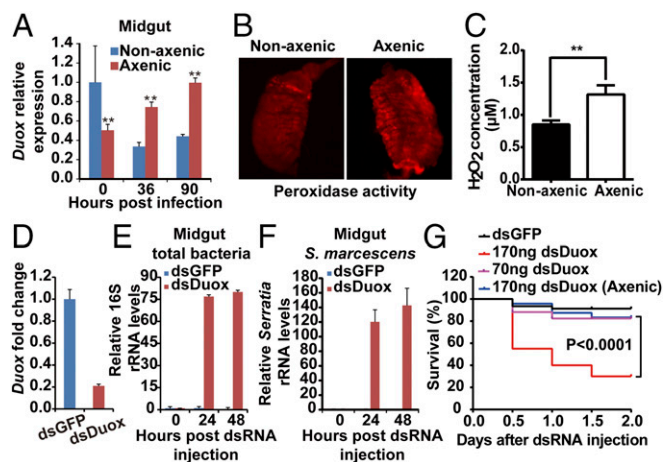 A
Midgut
Non-axenic
Axenic
Duox relative expression
1.4
1.2
1.0
0.8
0.6
0.4
0.2
0.0
**
**
**
0 36 90
Hours post infection
B
Non-axenic Axenic
Peroxidase activity
C
H2O2 concentration (μM)
2.0
1.5
1.0
0.5
0.0
**
Non-axenic Axenic
D
Duox fold change
1.2
1.0
0.8
0.6
0.4
0.2
0.0
dsGFP
dsDuox
E
Midgut
total bacteria
dsGFP
dsDuox
Relative 16S rRNA levels
90
75
60
45
30
15
0
0 24 48
Hours post dsRNA injection
F
Midgut
S. marcescens
dsGFP
dsDuox
Relative Serratia rRNA levels
300
250
200
150
100
50
0
0 24 48
Hours post dsRNA injection
G
dsGFP
170ng dsDuox
70ng dsDuox
170ng dsDuox (Axenic)
Survival (%)
120
100
80
60
40
20
0
P<0.0001
0.0 0.5 1.0 1.5 2.0
Days after dsRNA injection